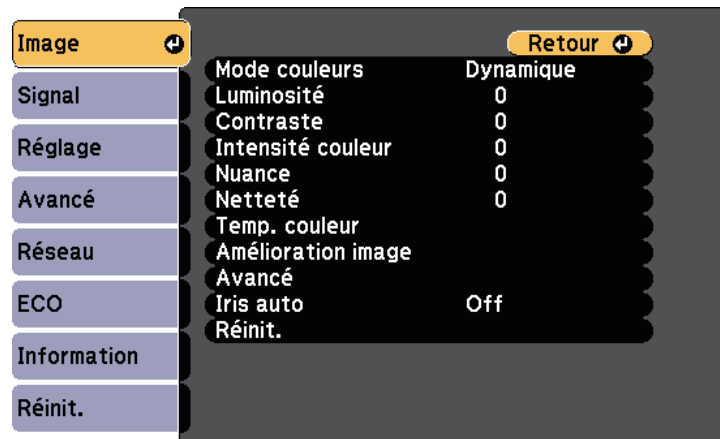 Image
Signal
Réglage
Avancé
Réseau
ECO
Information
Réinit.
Retour
Mode couleurs Dynamique
Luminosité 0
Contraste 0
Intensité couleur 0
Nuance 0
Netteté 0
Temp. couleur
Amélioration image
Avancé
Iris auto Off
Réinit.